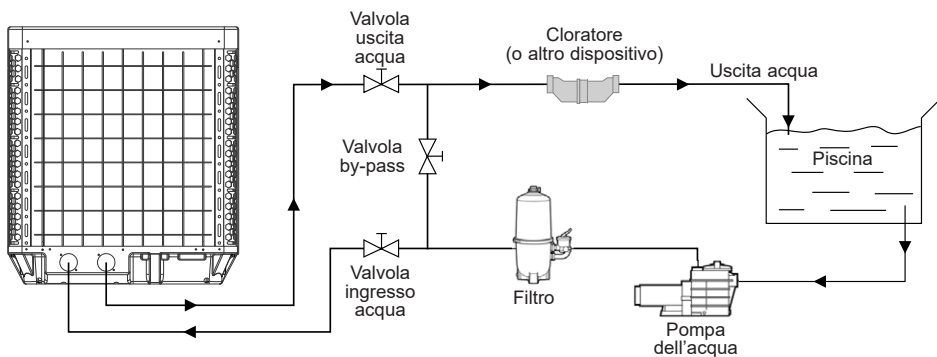 Valvola
uscita
acqua
Cloratore
(o altro dispositivo)
Uscita acqua
Valvola
by-pass
Piscina
Valvola
ingresso
acqua
Filtro
Pompa
dell'acqua